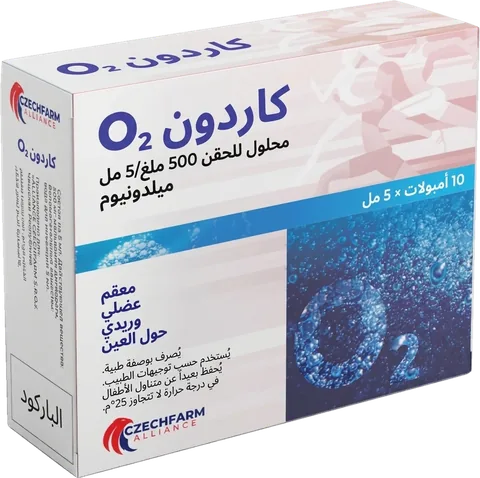 كاردون O2
كاردون O2
محلول للحقن 500 ملغ/5 مل
ميلدونيوم
10 أمبولات × 5 مل
معقم
عضلي
وريدي
حول العين
يُصرف بوصفة طبية.
يُستخدم حسب توجيهات الطبيب.
يُحفظ بعيداً عن متناول الأطفال
في درجة حرارة لا تتجاوز 25°م.
CZECHFARM
ALLIANCE
O2
CZECHFARM
ALLIANCE
كاردون O2
الباركود